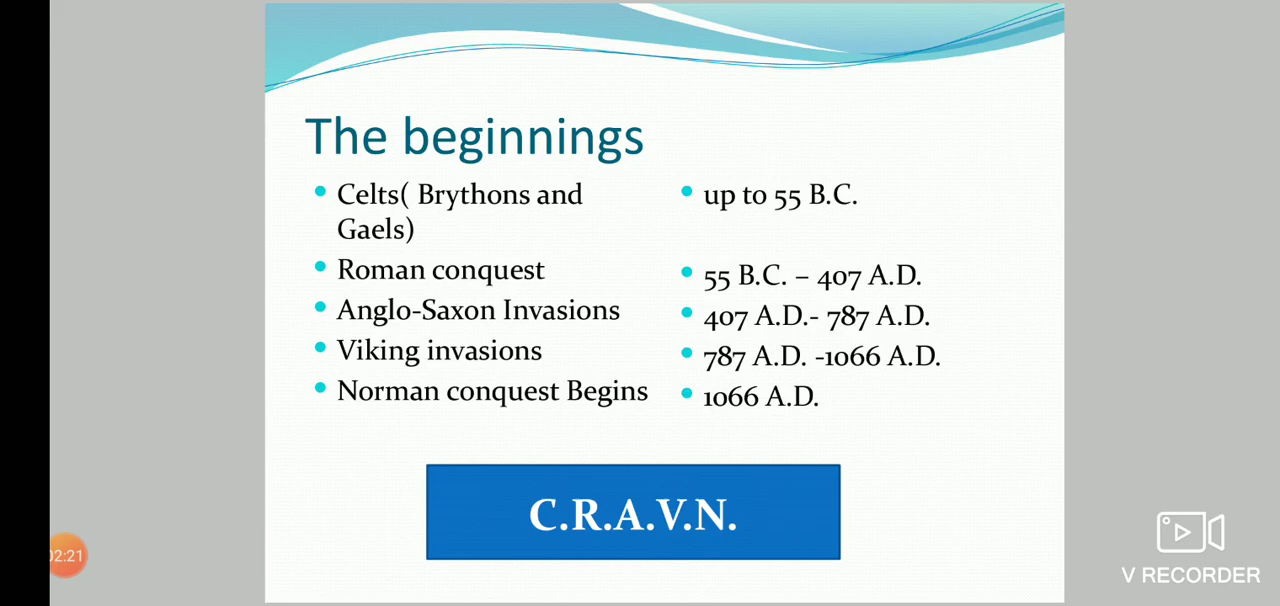 The beginnings
Celts( Brythons and
Gaels)
Roman conquest
Anglo-Saxon Invasions
Viking invasions
Norman conquest Begins
up to 55 B.C.
55 B.C. – 407 A.D.
407 A.D.- 787 A.D.
787 A.D. -1066 A.D.
1066 A.D.
C.R.A.V.N.
02:21
V RECORDER